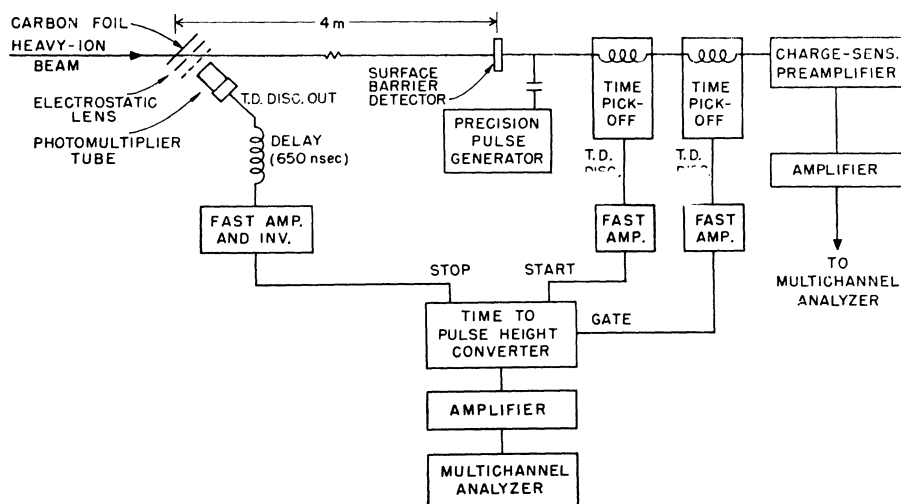 CARBON FOIL
HEAVY-ION
BEAM
ELECTROSTATIC
LENS
PHOTOMULTIPLIER
TUBE
4 m
T.D. DISC. OUT
DELAY
(650 nsec)
FAST AMP.
AND INV.
SURFACE
BARRIER
DETECTOR
PRECISION
PULSE
GENERATOR
TIME
PICK-
OFF
TIME
PICK-
OFF
T. D.
DISC.
T. D.
DISC.
FAST
AMP.
FAST
AMP.
CHARGE-SENS.
PREAMPLIFIER
AMPLIFIER
TO
MULTICHANNEL
ANALYZER
STOP
START
GATE
TIME TO
PULSE HEIGHT
CONVERTER
AMPLIFIER
MULTICHANNEL
ANALYZER